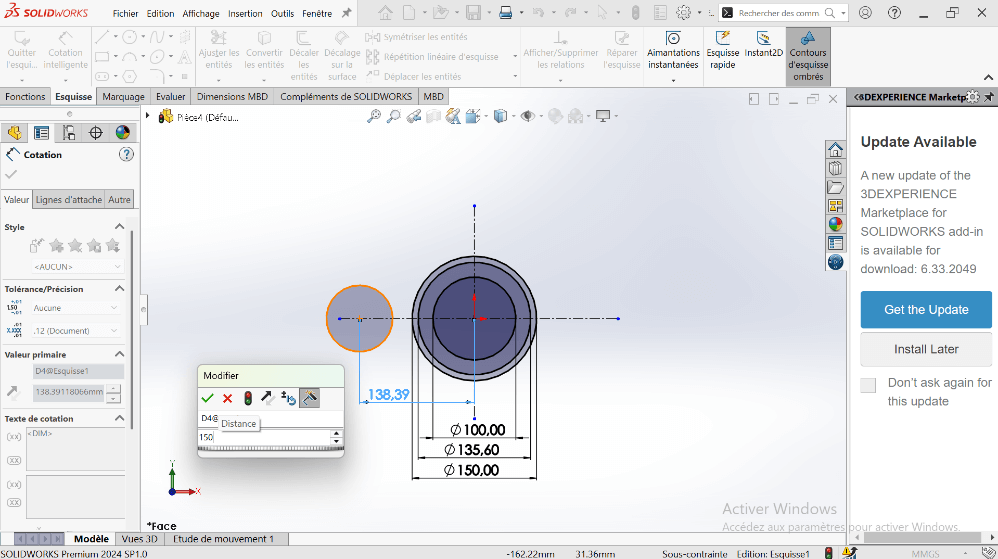 SOLIDWORKS
Fichier Edition Affichage Insertion Outils Fenêtre
Rechercher des comm
Quitter l'esqui...
Cotation intelligente
Ajuster les entités
Convertir les entités
Décaler les entités
Décalage sur la surface
Symétriser les entités
Répétition linéaire d'esquisse
Déplacer les entités
Afficher/Supprimer les relations
Réparer l'esquisse
Aimantations instantanées
Esquisse rapide
Instant2D
Contours d'esquisse ombrés
Fonctions Esquisse Marquage Evaluer Dimensions MBD Compléments de SOLIDWORKS MBD
Pièce4 (Défau...
Cotation
Valeur Lignes d'attache Autre
Style
<AUCUN>
Tolérance/Précision
Aucune
.12 (Document)
Valeur primaire
D4@Esquisse1
138.39118066mm
Texte de cotation
<DIM>
Modifier
D4@
Distance
150
138,39
Ø100,00
Ø135,60
Ø150,00
Y
X
*Face
3DEXPERIENCE Marketp
Update Available
A new update of the
3DEXPERIENCE
Marketplace for
SOLIDWORKS add-in
is available for
download: 6.33.2049
Get the Update
Install Later
Don't ask again for
this update
Activer Windows
Accédez aux paramètres pour activer Windows.
Modèle Vues 3D Etude de mouvement 1
SOLIDWORKS Premium 2024 SP1.0
-162.22mm 31.36mm Sous-contrainte Edition: Esquisse1 MMGS